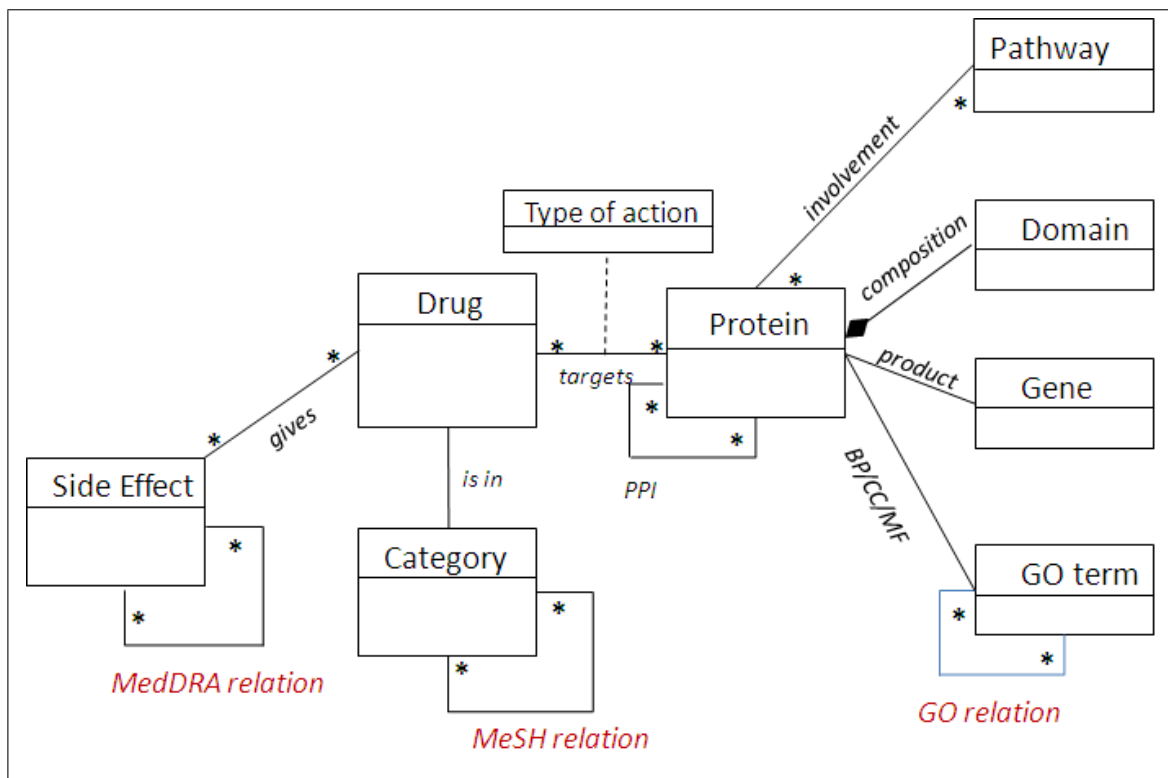 Pathway
*
involvement
Type of action
Domain
composition
*
Drug
Protein
*
*
*
targets
product
Gene
*
*
gives
*
Side Effect
is in
PPI
BP/CC/MF
*
*
Category
GO term
*
*
*
*
*
MedDRA relation
MeSH relation
GO relation